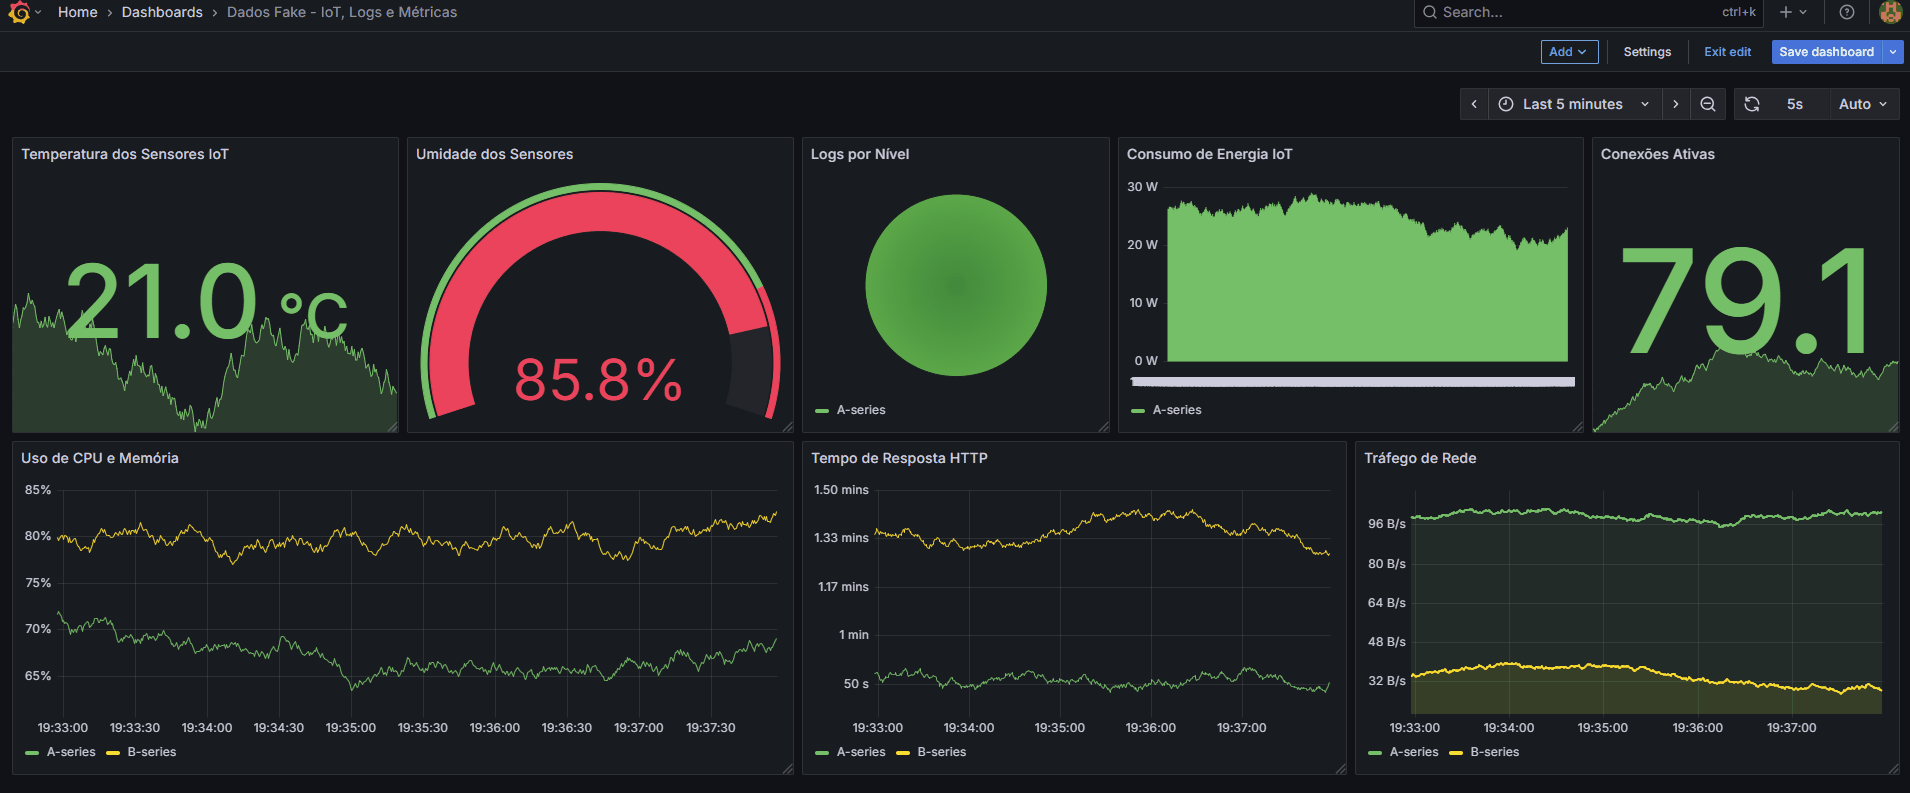 Home › Dashboards › Dados Fake - IoT, Logs e Métricas
Search...
ctrl+k
Add
Settings
Exit edit
Save dashboard
Last 5 minutes
5s
Auto
Temperatura dos Sensores IoT
21.0 °C
Umidade dos Sensores
85.8%
Logs por Nível
A-series
Consumo de Energia IoT
30 W
20 W
10 W
0 W
A-series
Conexões Ativas
79.1
Uso de CPU e Memória
85%
80%
75%
70%
65%
19:33:00 19:33:30 19:34:00 19:34:30 19:35:00 19:35:30 19:36:00 19:36:30 19:37:00 19:37:30
A-series B-series
Tempo de Resposta HTTP
1.50 mins
1.33 mins
1.17 mins
1 min
50 s
19:33:00 19:34:00 19:35:00 19:36:00 19:37:00
A-series B-series
Tráfego de Rede
96 B/s
80 B/s
64 B/s
48 B/s
32 B/s
19:33:00 19:34:00 19:35:00 19:36:00 19:37:00
A-series B-series